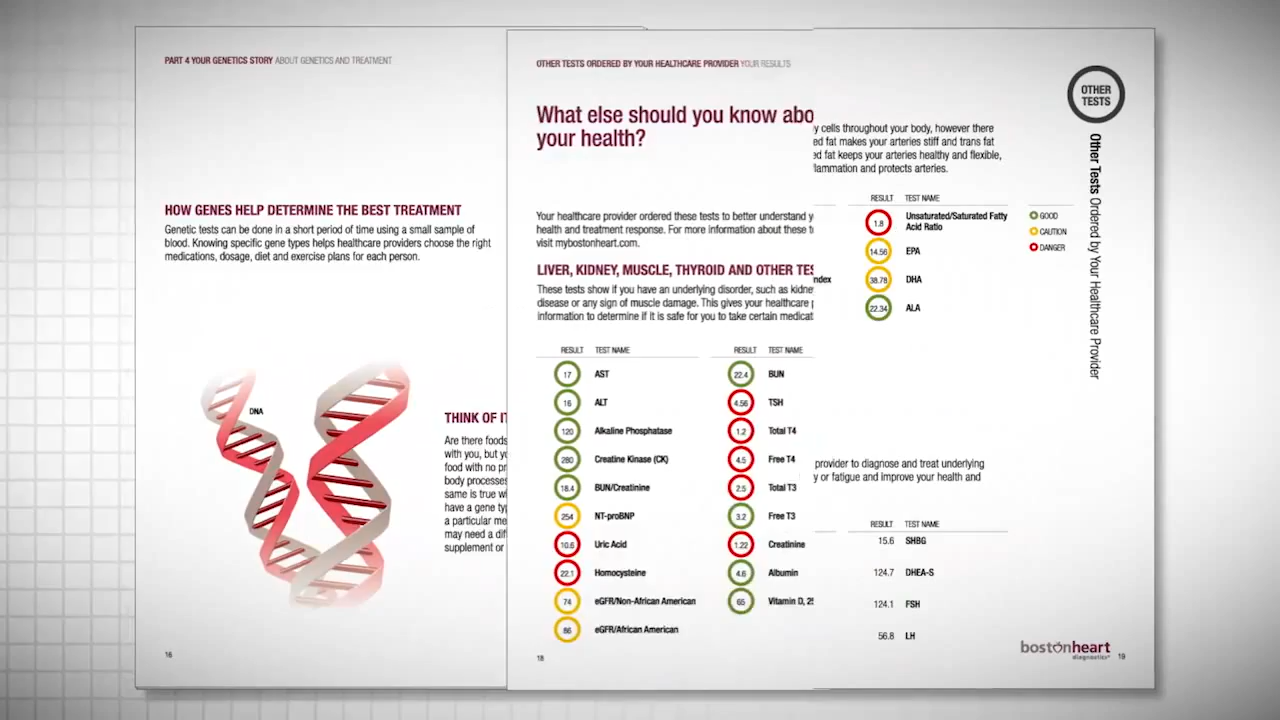 PART 4 YOUR GENETICS STORY ABOUT GENETICS AND TREATMENT
HOW GENES HELP DETERMINE THE BEST TREATMENT
Genetic tests can be done in a short period of time using a small sample of
blood. Knowing specific gene types helps healthcare providers choose the right
medications, dosage, diet and exercise plans for each person.
DNA
THINK OF IT
Are there foods
with you, but yo
food with no pr
body processes
same is true wi
have a gene typ
a particular me
may need a dif
supplement or
16
OTHER TESTS ORDERED BY YOUR HEALTHCARE PROVIDER YOUR RESULTS
What else should you know abo
your health?
Your healthcare provider ordered these tests to better understand y
health and treatment response. For more information about these t
visit mybostonheart.com.
LIVER, KIDNEY, MUSCLE, THYROID AND OTHER TES
These tests show if you have an underlying disorder, such as kidne
disease or any sign of muscle damage. This gives your healthcare p
information to determine if it is safe for you to take certain medicat
RESULT TEST NAME
17 AST
16 ALT
120 Alkaline Phosphatase
280 Creatine Kinase (CK)
18.4 BUN/Creatinine
254 NT-proBNP
10.6 Uric Acid
22.1 Homocysteine
74 eGFR/Non-African American
86 eGFR/African American
RESULT TEST NAME
22.4 BUN
4.56 TSH
1.2 Total T4
4.5 Free T4
2.5 Total T3
3.2 Free T3
1.22 Creatinine
4.6 Albumin
65 Vitamin D, 25
18
OTHER
TESTS
Other Tests Ordered by Your Healthcare Provider
y cells throughout your body, however there
ed fat makes your arteries stiff and trans fat
ed fat keeps your arteries healthy and flexible,
lammation and protects arteries.
RESULT TEST NAME
1.8 Unsaturated/Saturated Fatty
Acid Ratio
14.56 EPA
ndex
38.78 DHA
22.34 ALA
GOOD
CAUTION
DANGER
provider to diagnose and treat underlying
y or fatigue and improve your health and
RESULT TEST NAME
15.6 SHBG
124.7 DHEA-S
124.1 FSH
56.8 LH
bostonheart
diagnostics
19